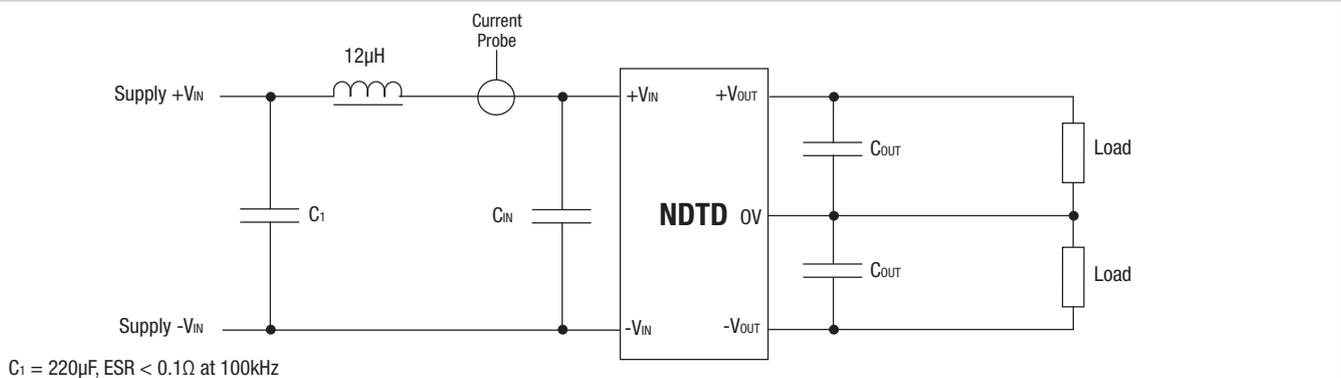 Current
Probe
12µH
Supply +VIN
+VIN
+VOUT
COUT
Load
C1
CIN
NDTD
0V
COUT
Load
Supply -VIN
-VIN
-VOUT
C1 = 220µF, ESR < 0.1Ω at 100kHz